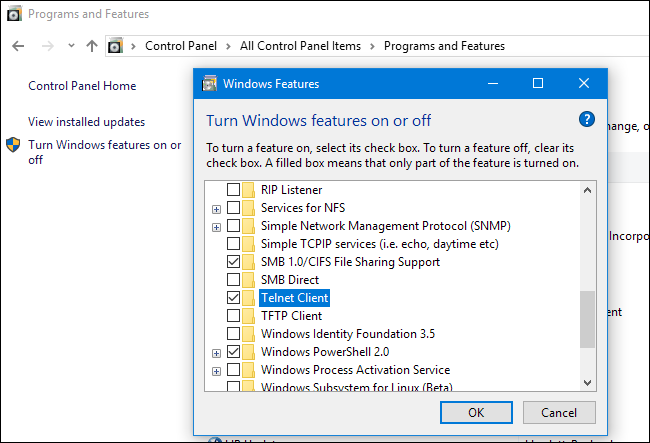 Programs and Features
Control Panel > All Control Panel Items > Programs and Features
Control Panel Home
View installed updates
Turn Windows features on or
off
Windows Features
Turn Windows features on or off
?
To turn a feature on, select its check box. To turn a feature off, clear its
check box. A filled box means that only part of the feature is turned on.
RIP Listener
Services for NFS
Simple Network Management Protocol (SNMP)
Simple TCPIP services (i.e. echo, daytime etc)
SMB 1.0/CIFS File Sharing Support
SMB Direct
Telnet Client
TFTP Client
Windows Identity Foundation 3.5
Windows PowerShell 2.0
Windows Process Activation Service
Windows Subsystem for Linux (Beta)
OK
Cancel
hange, o
Incorpo
ent